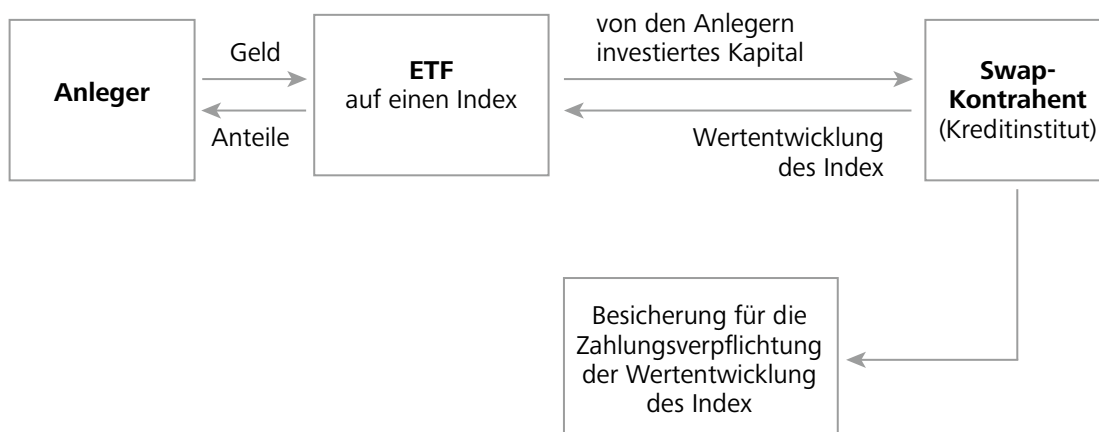 Anleger
Geld
Anteile
ETF
auf einen Index
von den Anlegern
investiertes Kapital
Wertentwicklung
des Index
Swap-
Kontrahent
(Kreditinstitut)
Besicherung für die
Zahlungsverpflichtung
der Wertentwicklung
des Index